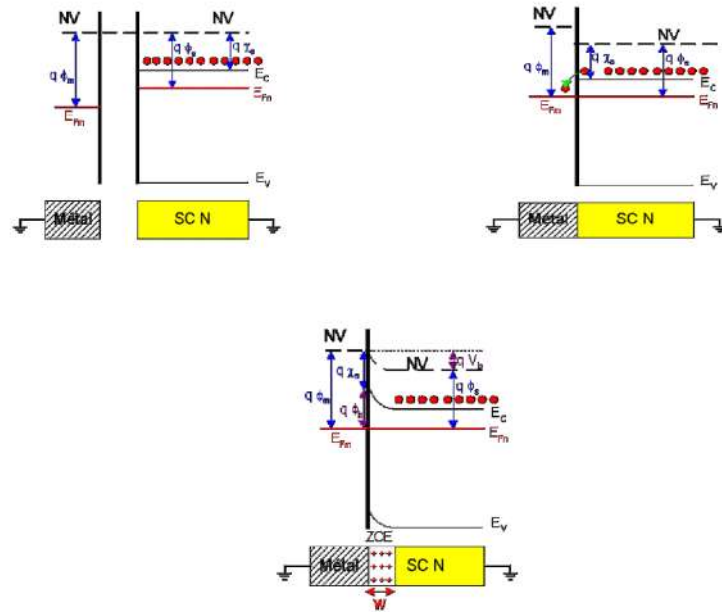 NV NV
q ϕm
q ϕs
q χs
Ec
EFn
EFm
Ev
Métal
SC N
NV
NV
q ϕm
q χs
q ϕs
Ec
EFm
EFn
Ev
Métal
SC N
NV
NV
q Vb
q χs
q ϕm
q ϕb
q ϕs
Ec
EFm
EFn
Ev
ZCE
Métal
+++
+++
+++
SC N
W